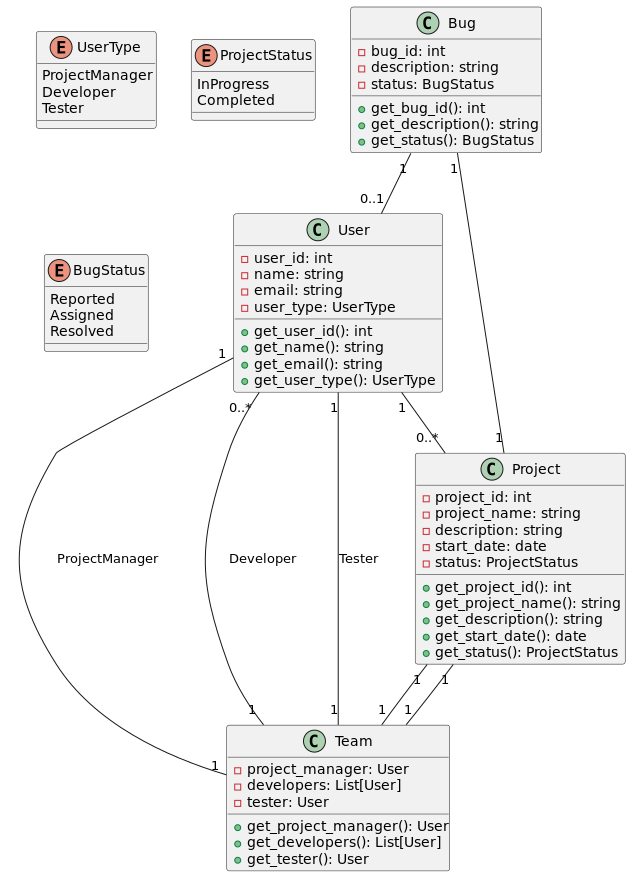 E UserType
ProjectManager
Developer
Tester
E ProjectStatus
InProgress
Completed
C Bug
bug_id: int
description: string
status: BugStatus
get_bug_id(): int
get_description(): string
get_status(): BugStatus
1
1
0..1
E BugStatus
Reported
Assigned
Resolved
C User
user_id: int
name: string
email: string
user_type: UserType
get_user_id(): int
get_name(): string
get_email(): string
get_user_type(): UserType
1
0..*
1
1
0..*
1
C Project
project_id: int
project_name: string
description: string
start_date: date
status: ProjectStatus
get_project_id(): int
get_project_name(): string
get_description(): string
get_start_date(): date
get_status(): ProjectStatus
ProjectManager
Developer
Tester
1
1
1
1
1
1
1
C Team
project_manager: User
developers: List[User]
tester: User
get_project_manager(): User
get_developers(): List[User]
get_tester(): User